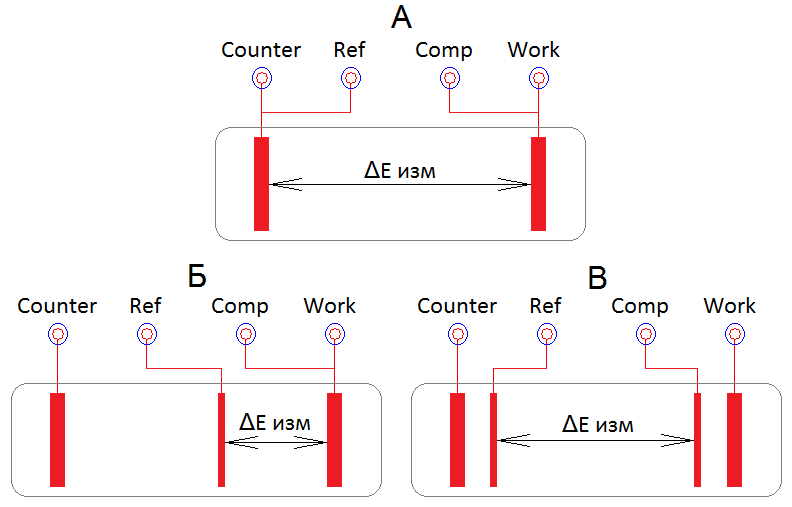 А
Counter Ref Comp Work
ΔE изм
Б В
Counter Ref Comp Work Counter Ref Comp Work
ΔE изм ΔE изм